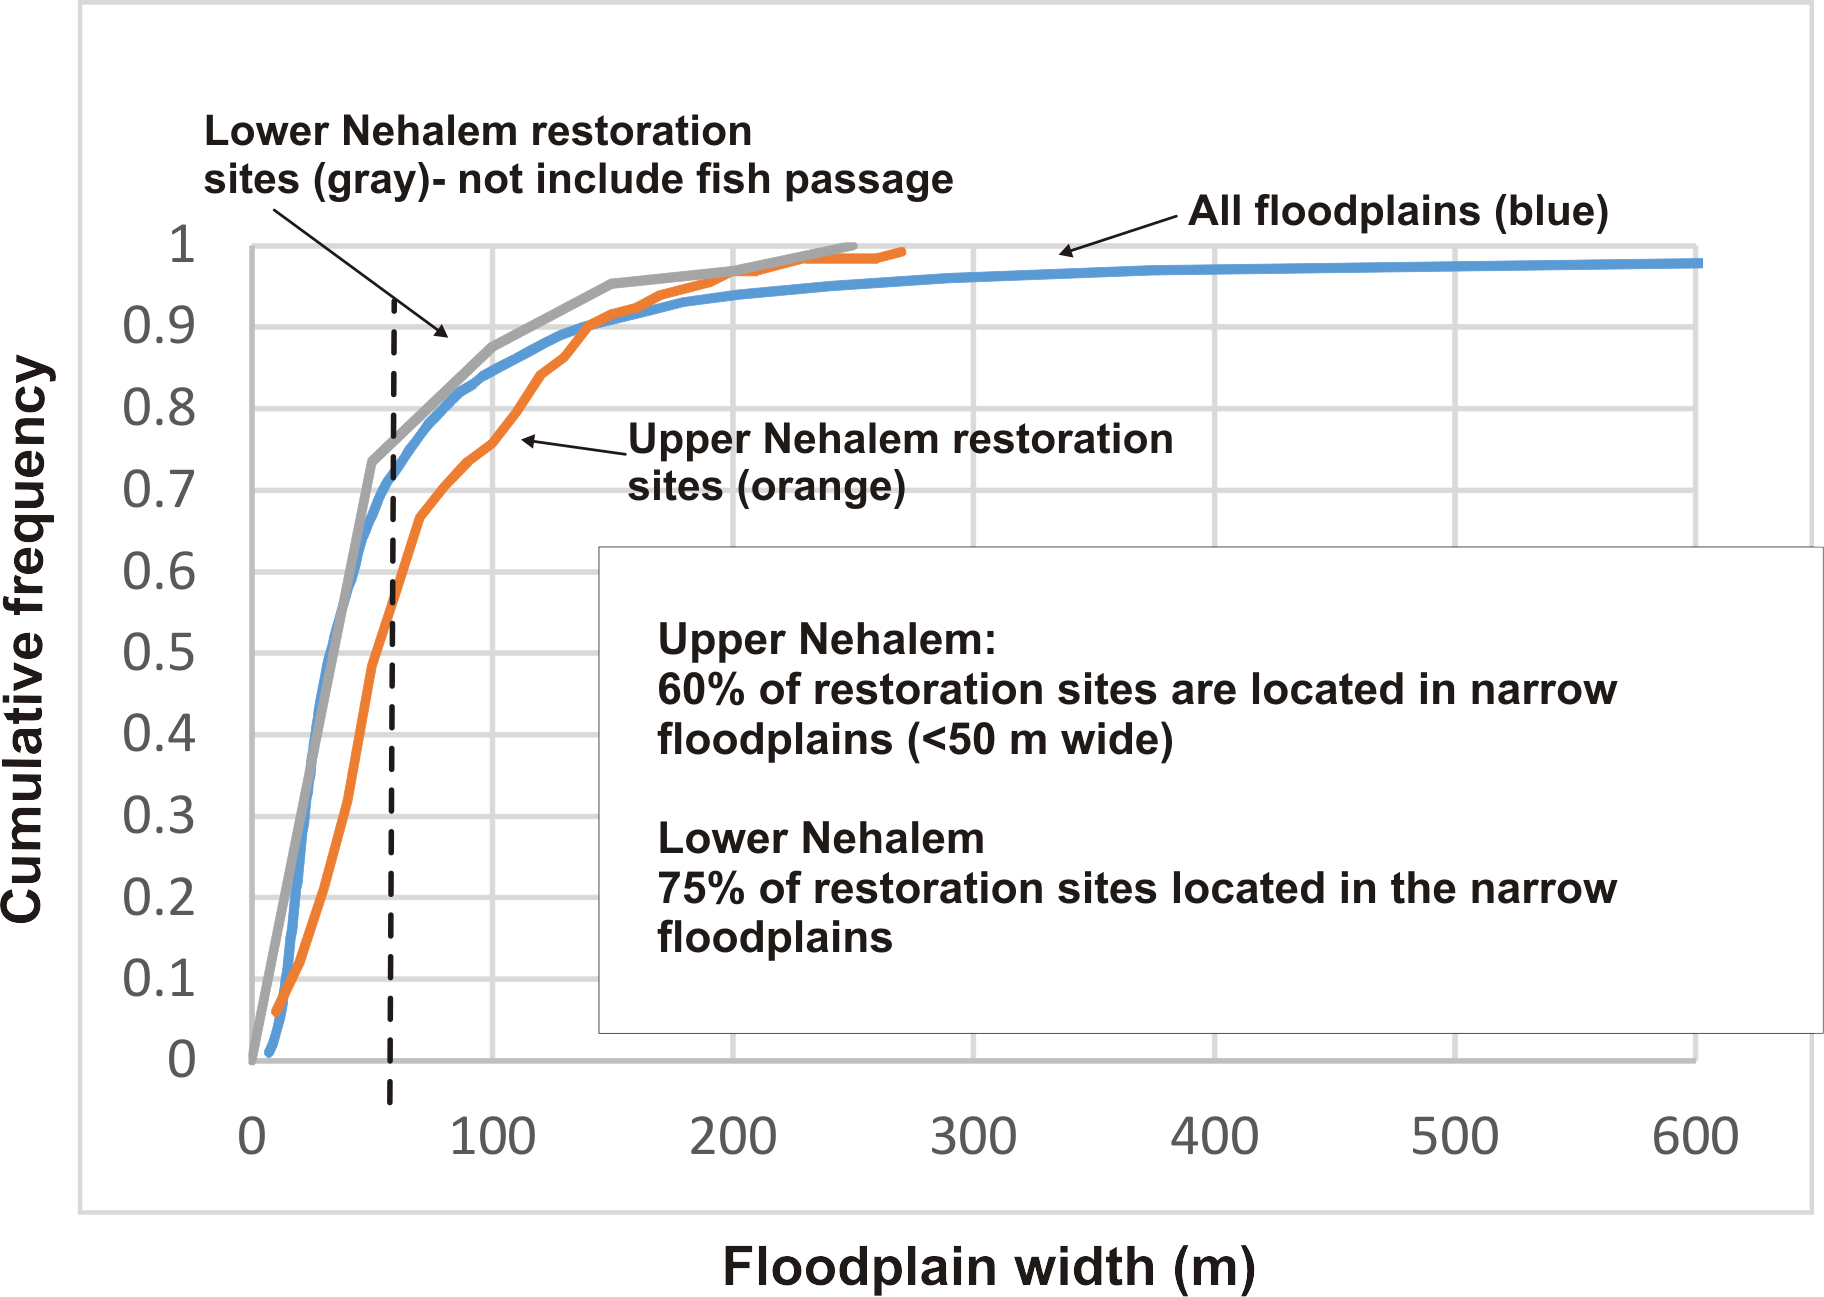 Lower Nehalem restoration
sites (gray)- not include fish passage
All floodplains (blue)
1
0.9
0.8
0.7
0.6
0.5
0.4
0.3
0.2
0.1
0
Cumulative frequency
Upper Nehalem restoration
sites (orange)
Upper Nehalem:
60% of restoration sites are located in narrow
floodplains (<50 m wide)
Lower Nehalem
75% of restoration sites located in the narrow
floodplains
0 100 200 300 400 500 600
Floodplain width (m)